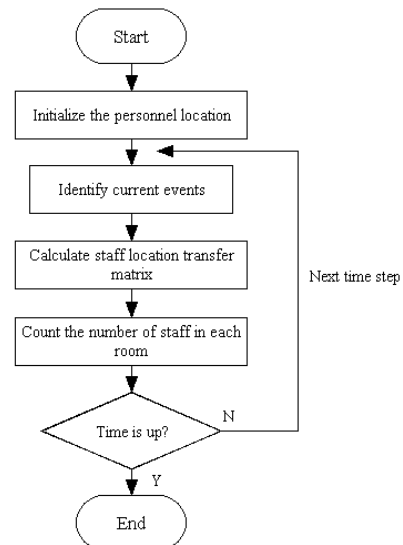 Start
Initialize the personnel location
Identify current events
Calculate staff location transfer
matrix
Next time step
Count the number of staff in each
room
Time is up?
N
Y
End